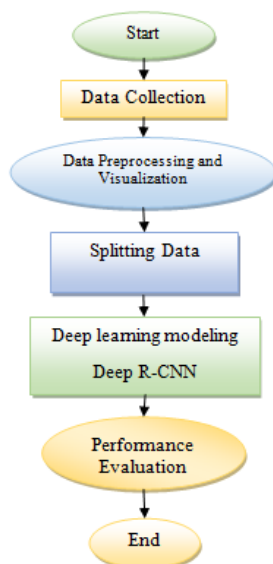 Start
Data Collection
Data Preprocessing and
Visualization
Splitting Data
Deep learning modeling
Deep R-CNN
Performance
Evaluation
End